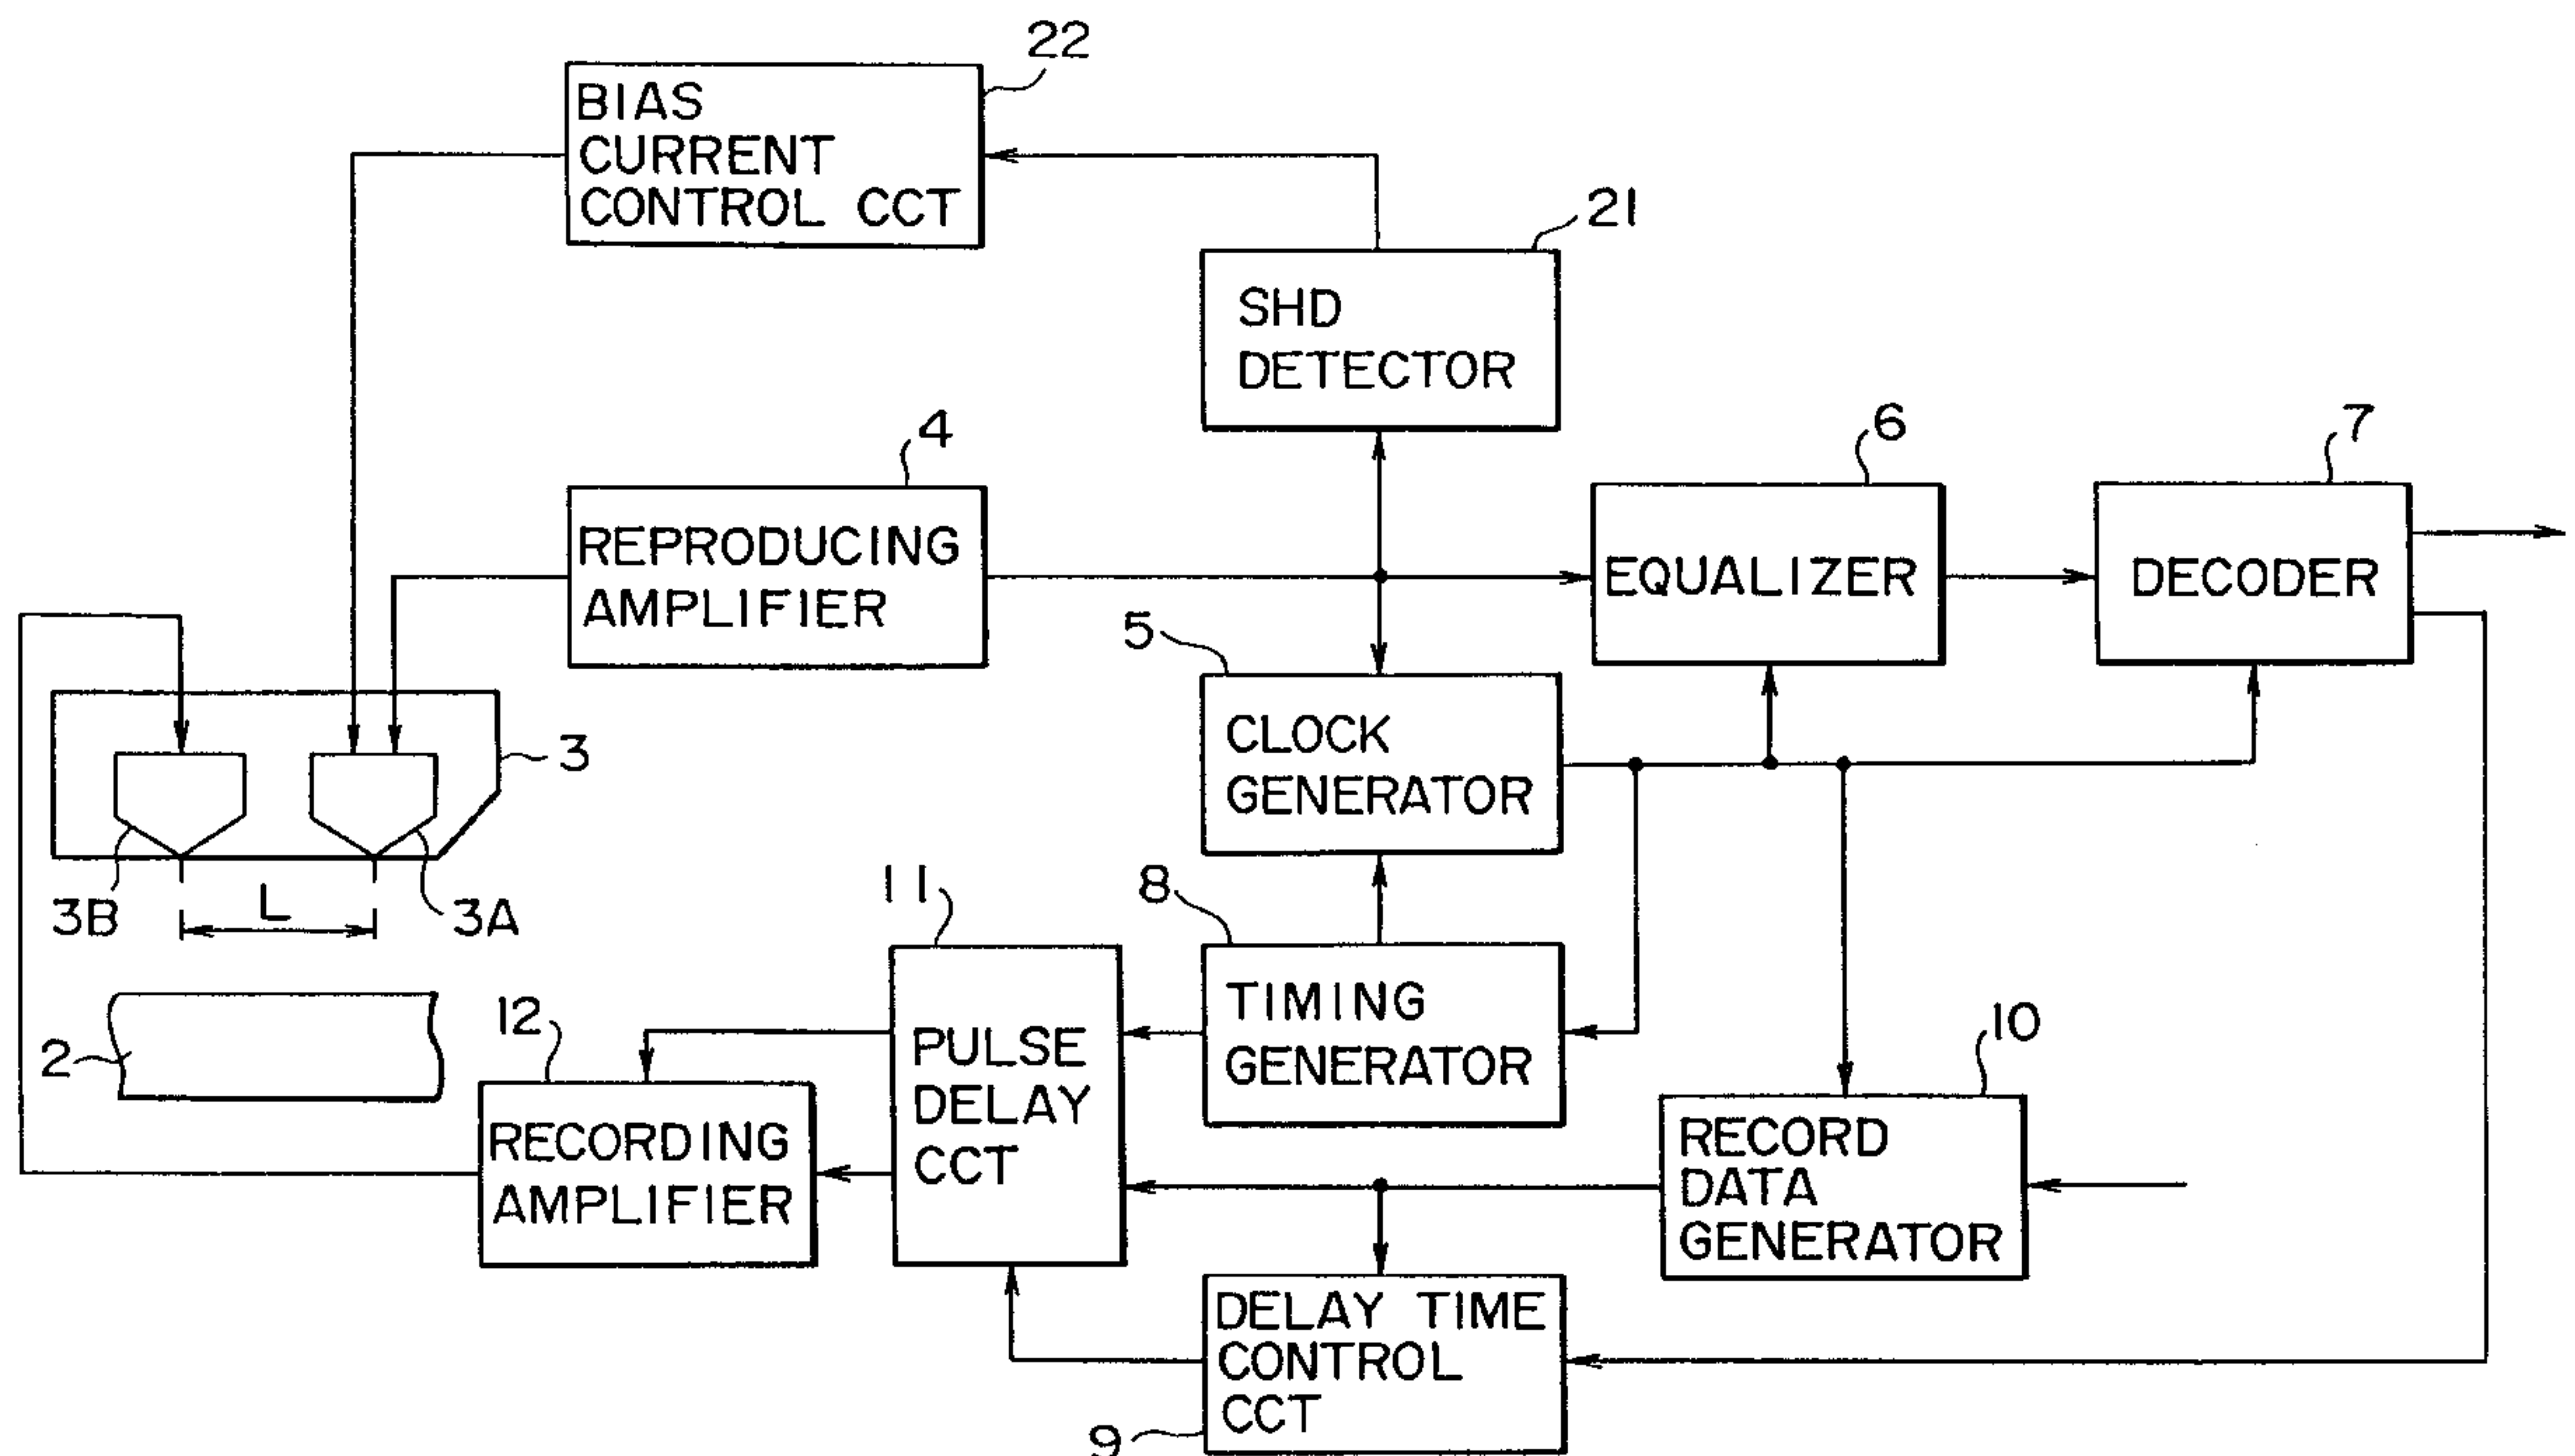 22
BIAS
CURRENT
CONTROL CCT
21
SHD
DETECTOR
4
REPRODUCING
AMPLIFIER
6
EQUALIZER
7
DECODER
5
CLOCK
GENERATOR
3
3B
L
3A
11
PULSE
DELAY
CCT
8
TIMING
GENERATOR
2
12
RECORDING
AMPLIFIER
10
RECORD
DATA
GENERATOR
DELAY TIME
CONTROL
CCT
9